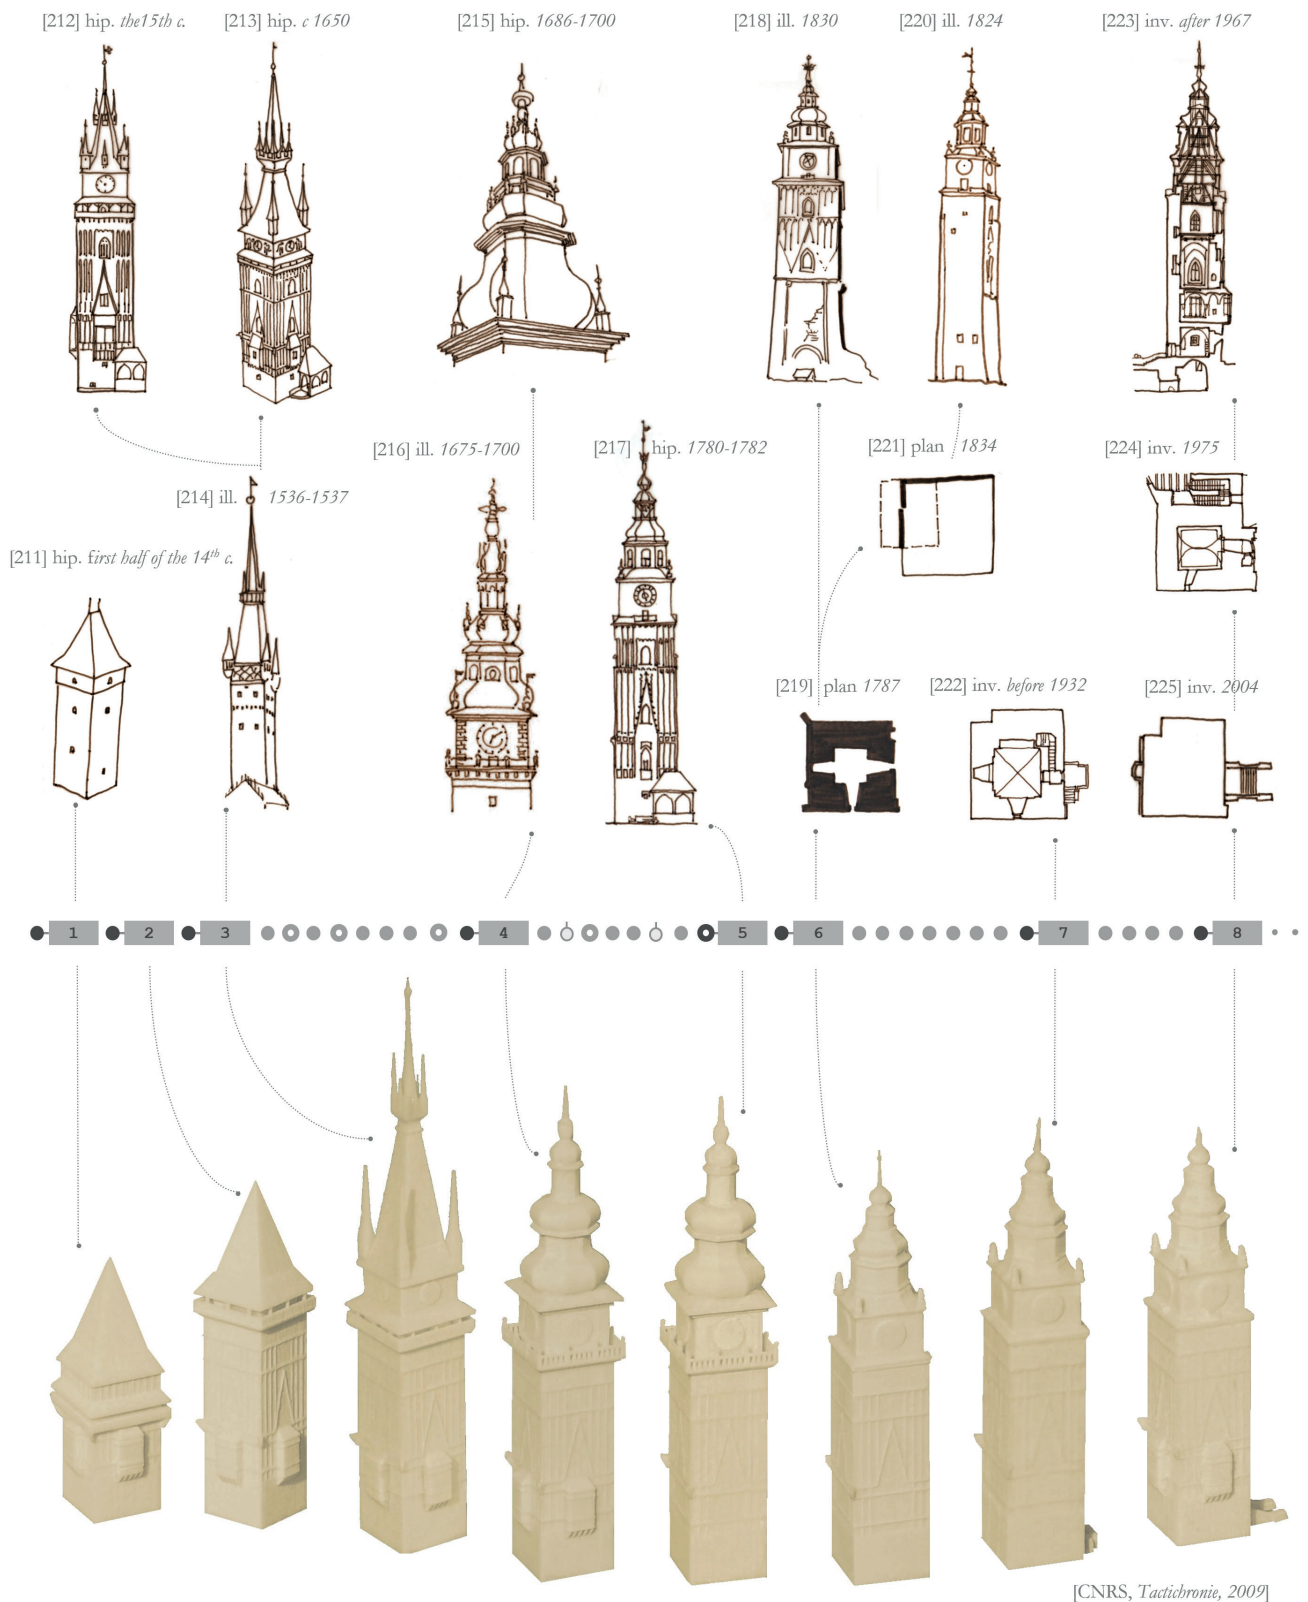 [212] hip. the15th c.
[213] hip. c 1650
[215] hip. 1686-1700
[218] ill. 1830
[220] ill. 1824
[223] inv. after 1967
[216] ill. 1675-1700
[217] hip. 1780-1782
[221] plan 1834
[224] inv. 1975
[214] ill. 1536-1537
[211] hip. first half of the 14th c.
[219] plan 1787
[222] inv. before 1932
[225] inv. 2004
1 2 3 4 5 6 7 8
[CNRS, Tactichronie, 2009]